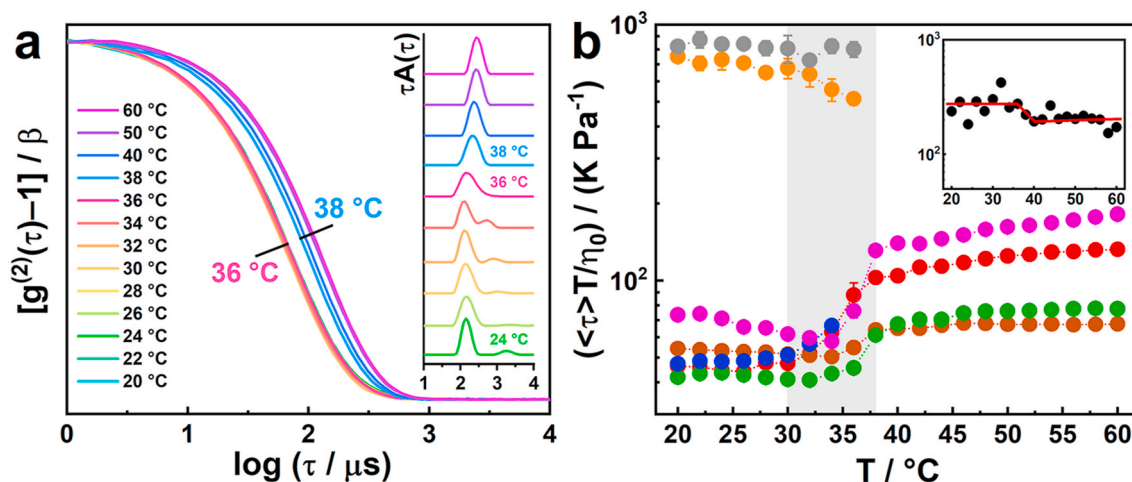 a
[g⁽²⁾(τ)−1] / β
60 °C
50 °C
40 °C
38 °C
36 °C
34 °C
32 °C
30 °C
28 °C
26 °C
24 °C
22 °C
20 °C
36 °C
38 °C
τA(τ)
38 °C
36 °C
24 °C
1 2 3 4
0 1 2 3 4
log (τ / μs)
b
(<τ>T/η₀) / (K Pa⁻¹)
10³
10²
10³
10²
20 30 40 50 60
20 25 30 35 40 45 50 55 60
T / °C